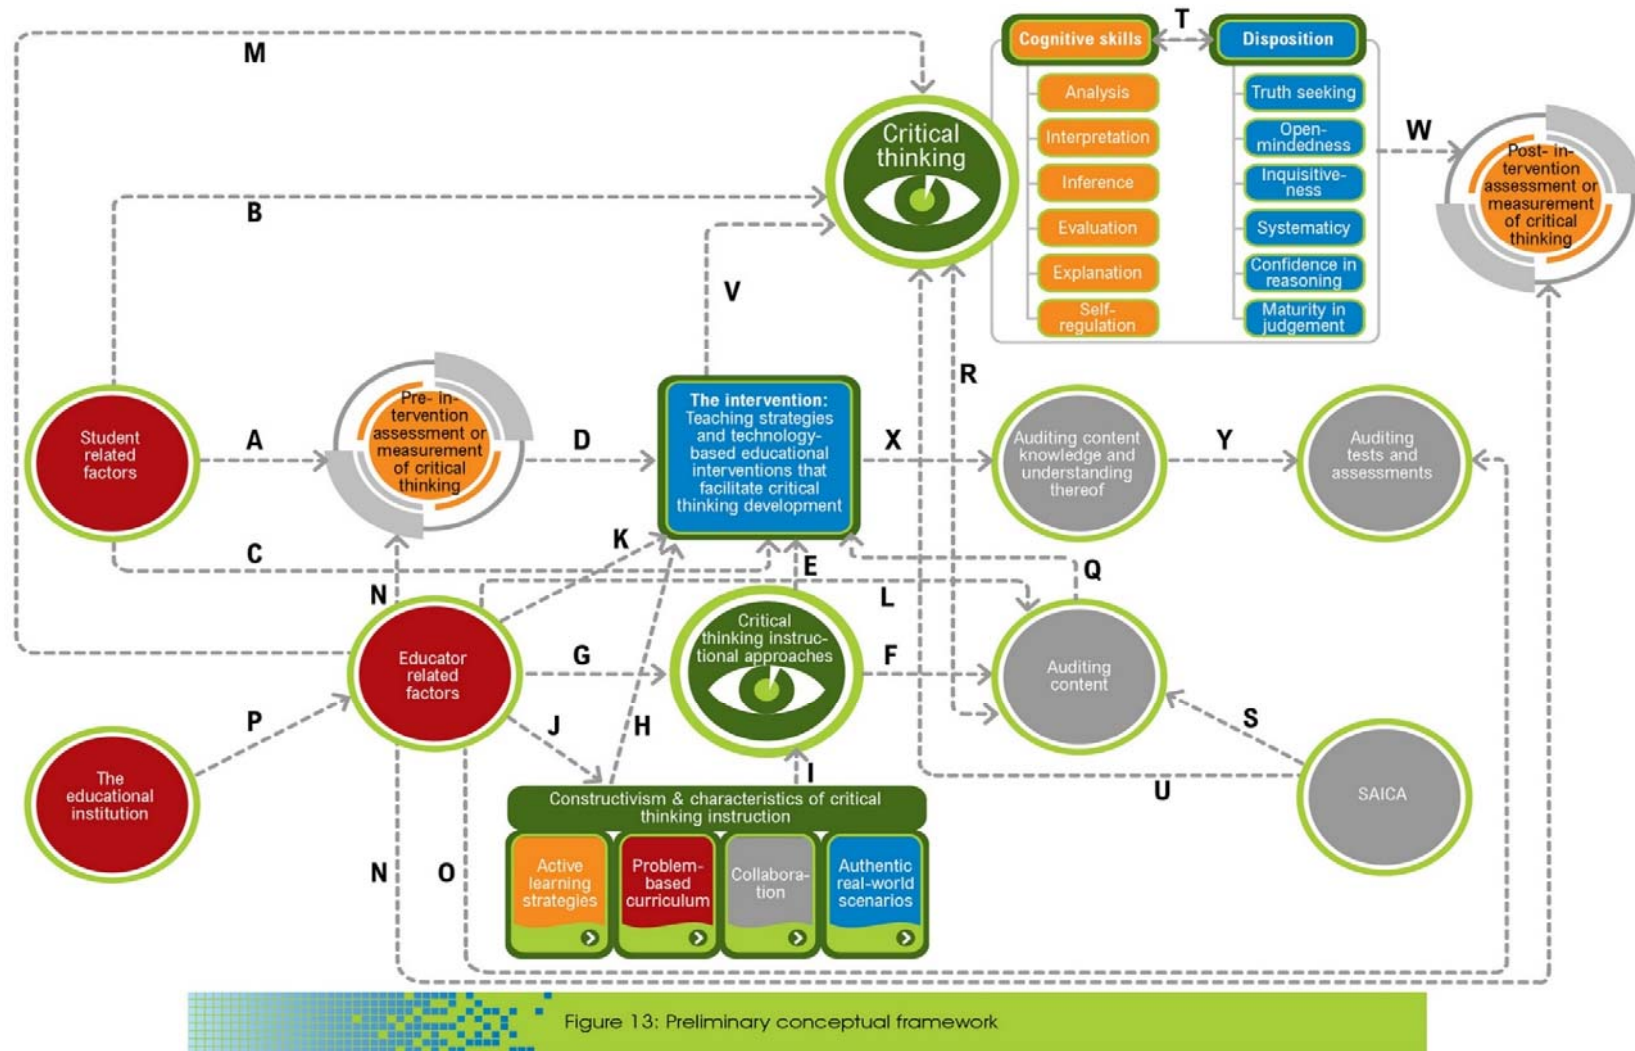 M
T
Cognitive skills
Disposition
Analysis
Interpretation
Inference
Evaluation
Explanation
Self-
regulation
Truth seeking
Open-
mindedness
Inquisitive-
ness
Systematicy
Confidence in
reasoning
Maturity in
judgement
Critical
thinking
W
Post- in-
tervention
assessment or
measurement
of critical
thinking
B
V
R
Student
related
factors
A
Pre- in-
tervention
assessment or
measurement
of critical
thinking
D
The intervention:
Teaching strategies
and technology-
based educational
interventions that
facilitate critical
thinking development
X
Auditing content
knowledge and
understanding
thereof
Y
Auditing
tests and
assessments
C
K
E
Q
N
L
Educator
related
factors
G
Critical
thinking instruc-
tional approaches
F
Auditing
content
P
J
H
I
S
U
The
educational
institution
SAICA
Constructivism & characteristics of critical
thinking instruction
N
O
Active
learning
strategies
Problem-
based
curriculum
Collabora-
tion
Authentic
real-world
scenarios
Figure 13: Preliminary conceptual framework